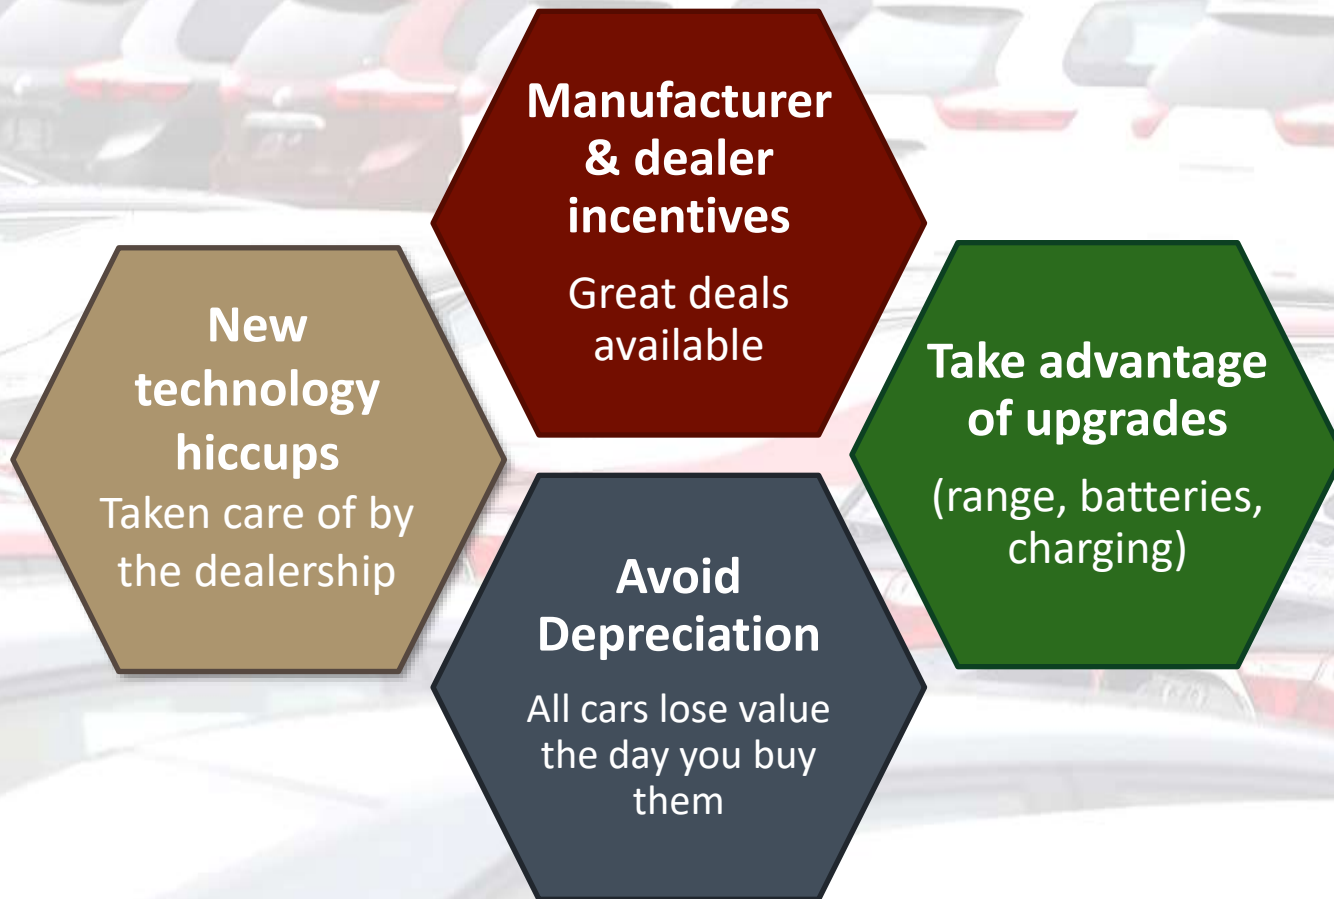 Manufacturer
& dealer
incentives
Great deals
available
New
technology
hiccups
Taken care of by
the dealership
Take advantage
of upgrades
(range, batteries,
charging)
Avoid
Depreciation
All cars lose value
the day you buy
them